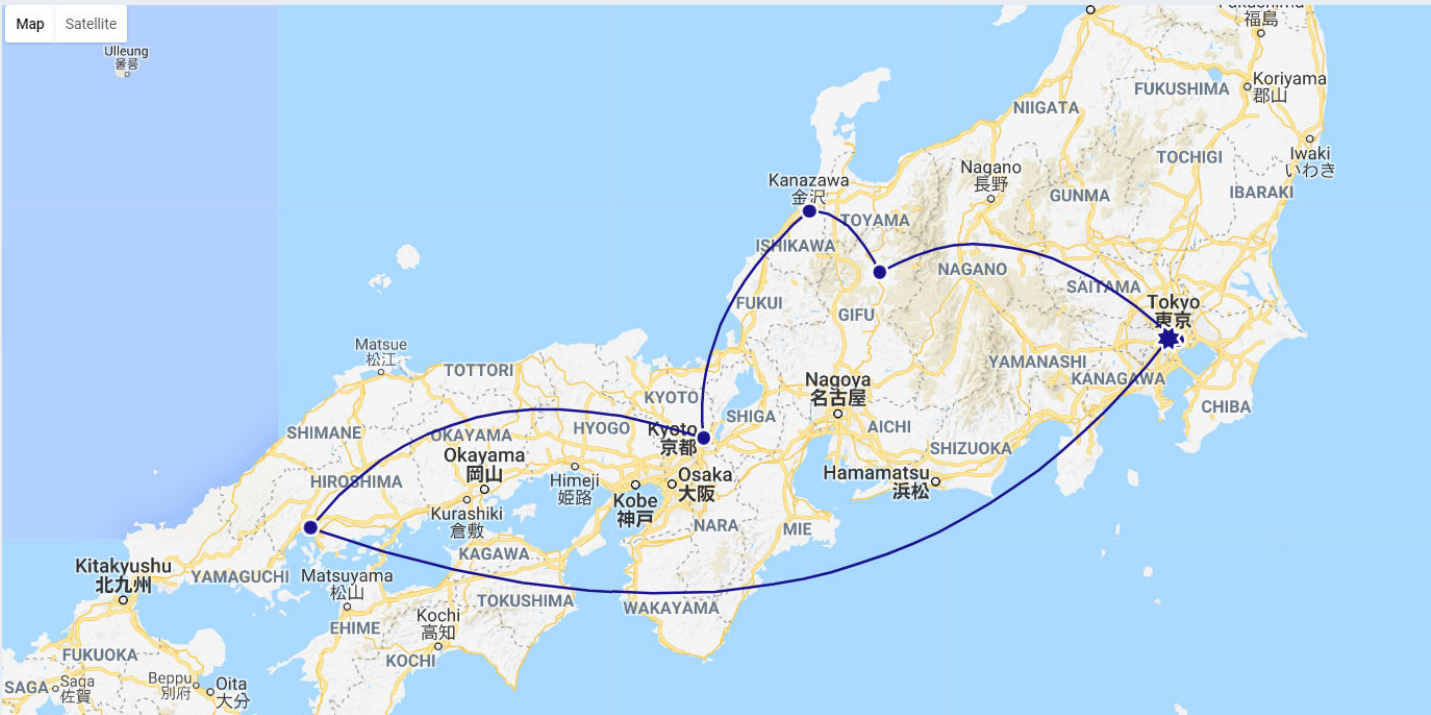 Map Satellite
Fukushima
福島
Ulleung
울릉
Koriyama
郡山
FUKUSHIMA
NIIGATA
Iwaki
いわき
TOCHIGI
Nagano
長野
Kanazawa
金沢
GUNMA
IBARAKI
TOYAMA
ISHIKAWA
NAGANO
SAITAMA
Tokyo
東京
FUKUI
GIFU
Matsue
松江
YAMANASHI
KANAGAWA
TOTTORI
Nagoya
名古屋
KYOTO
SHIGA
CHIBA
AICHI
SHIMANE
OKAYAMA
HYOGO
Kyoto
京都
SHIZUOKA
Okayama
岡山
HIROSHIMA
Himeji
姫路
Kobe
神戸
Osaka
大阪
Hamamatsu
浜松
Kurashiki
倉敷
NARA
MIE
KAGAWA
Kitakyushu
北九州
YAMAGUCHI
Matsuyama
松山
TOKUSHIMA
WAKAYAMA
Kochi
高知
EHIME
FUKUOKA
KOCHI
SAGA
Saga
佐賀
Beppu
別府
Oita
大分